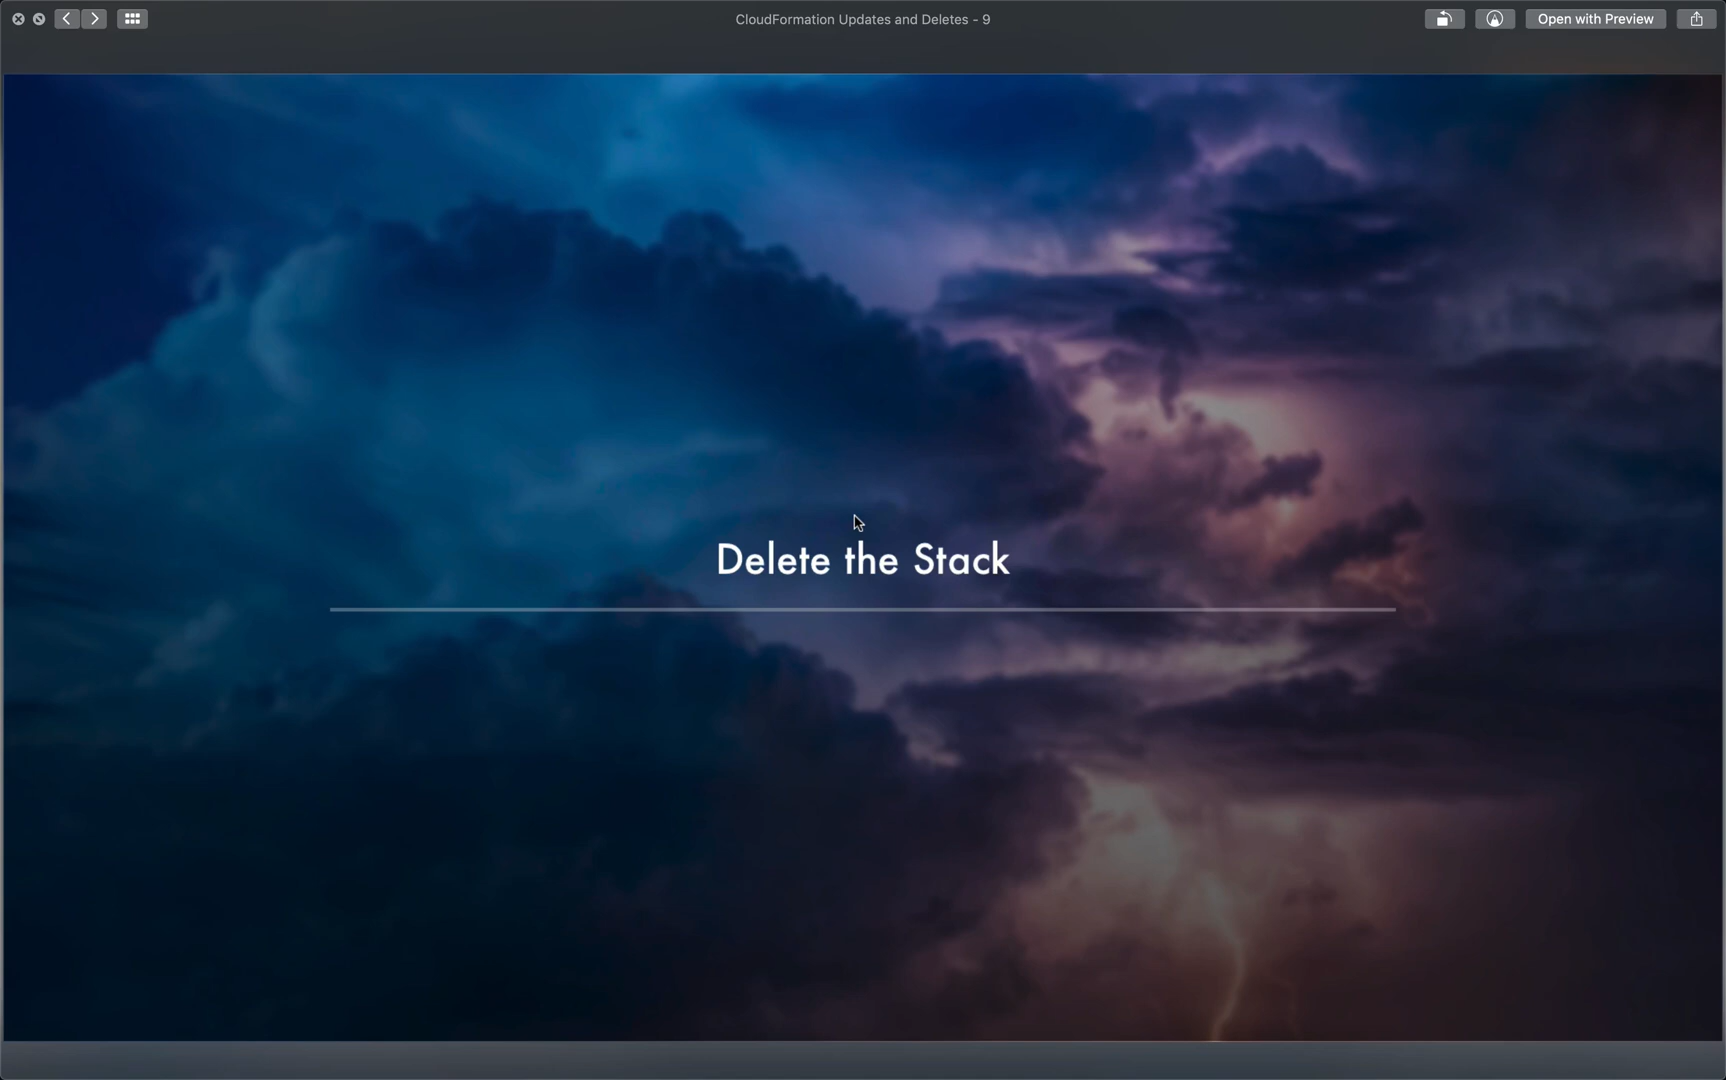 CloudFormation Updates and Deletes - 9
Open with Preview
Delete the Stack